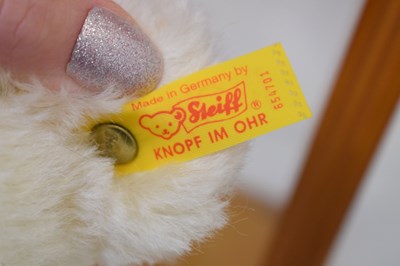 Made in Germany by
Steiff ®
KNOPF IM OHR
654701